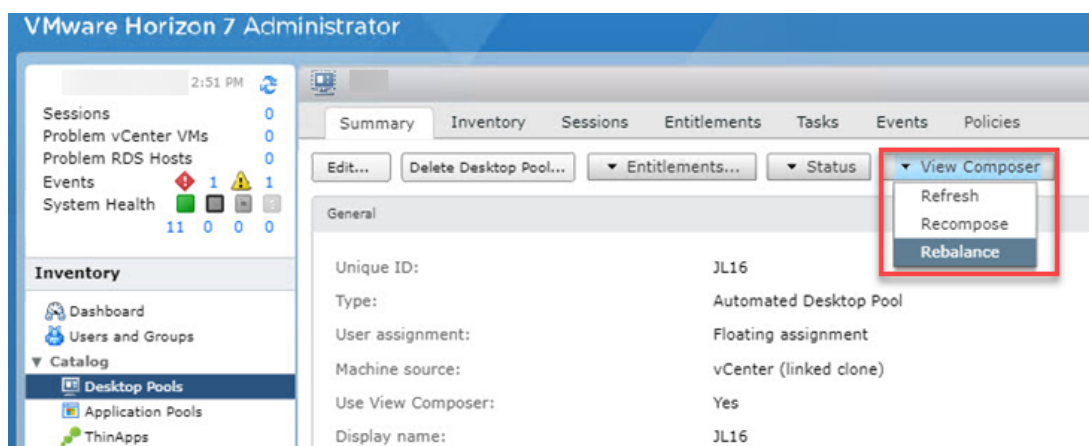 VMware Horizon 7 Administrator
2:51 PM
Sessions 0
Problem vCenter VMs 0
Problem RDS Hosts 0
Events 1 1
System Health
11 0 0 0
Inventory
Dashboard
Users and Groups
Catalog
Desktop Pools
Application Pools
ThinApps
Summary Inventory Sessions Entitlements Tasks Events Policies
Edit... Delete Desktop Pool... Entitlements... Status View Composer
Refresh
Recompose
Rebalance
General
Unique ID: JL16
Type: Automated Desktop Pool
User assignment: Floating assignment
Machine source: vCenter (linked clone)
Use View Composer: Yes
Display name: JL16